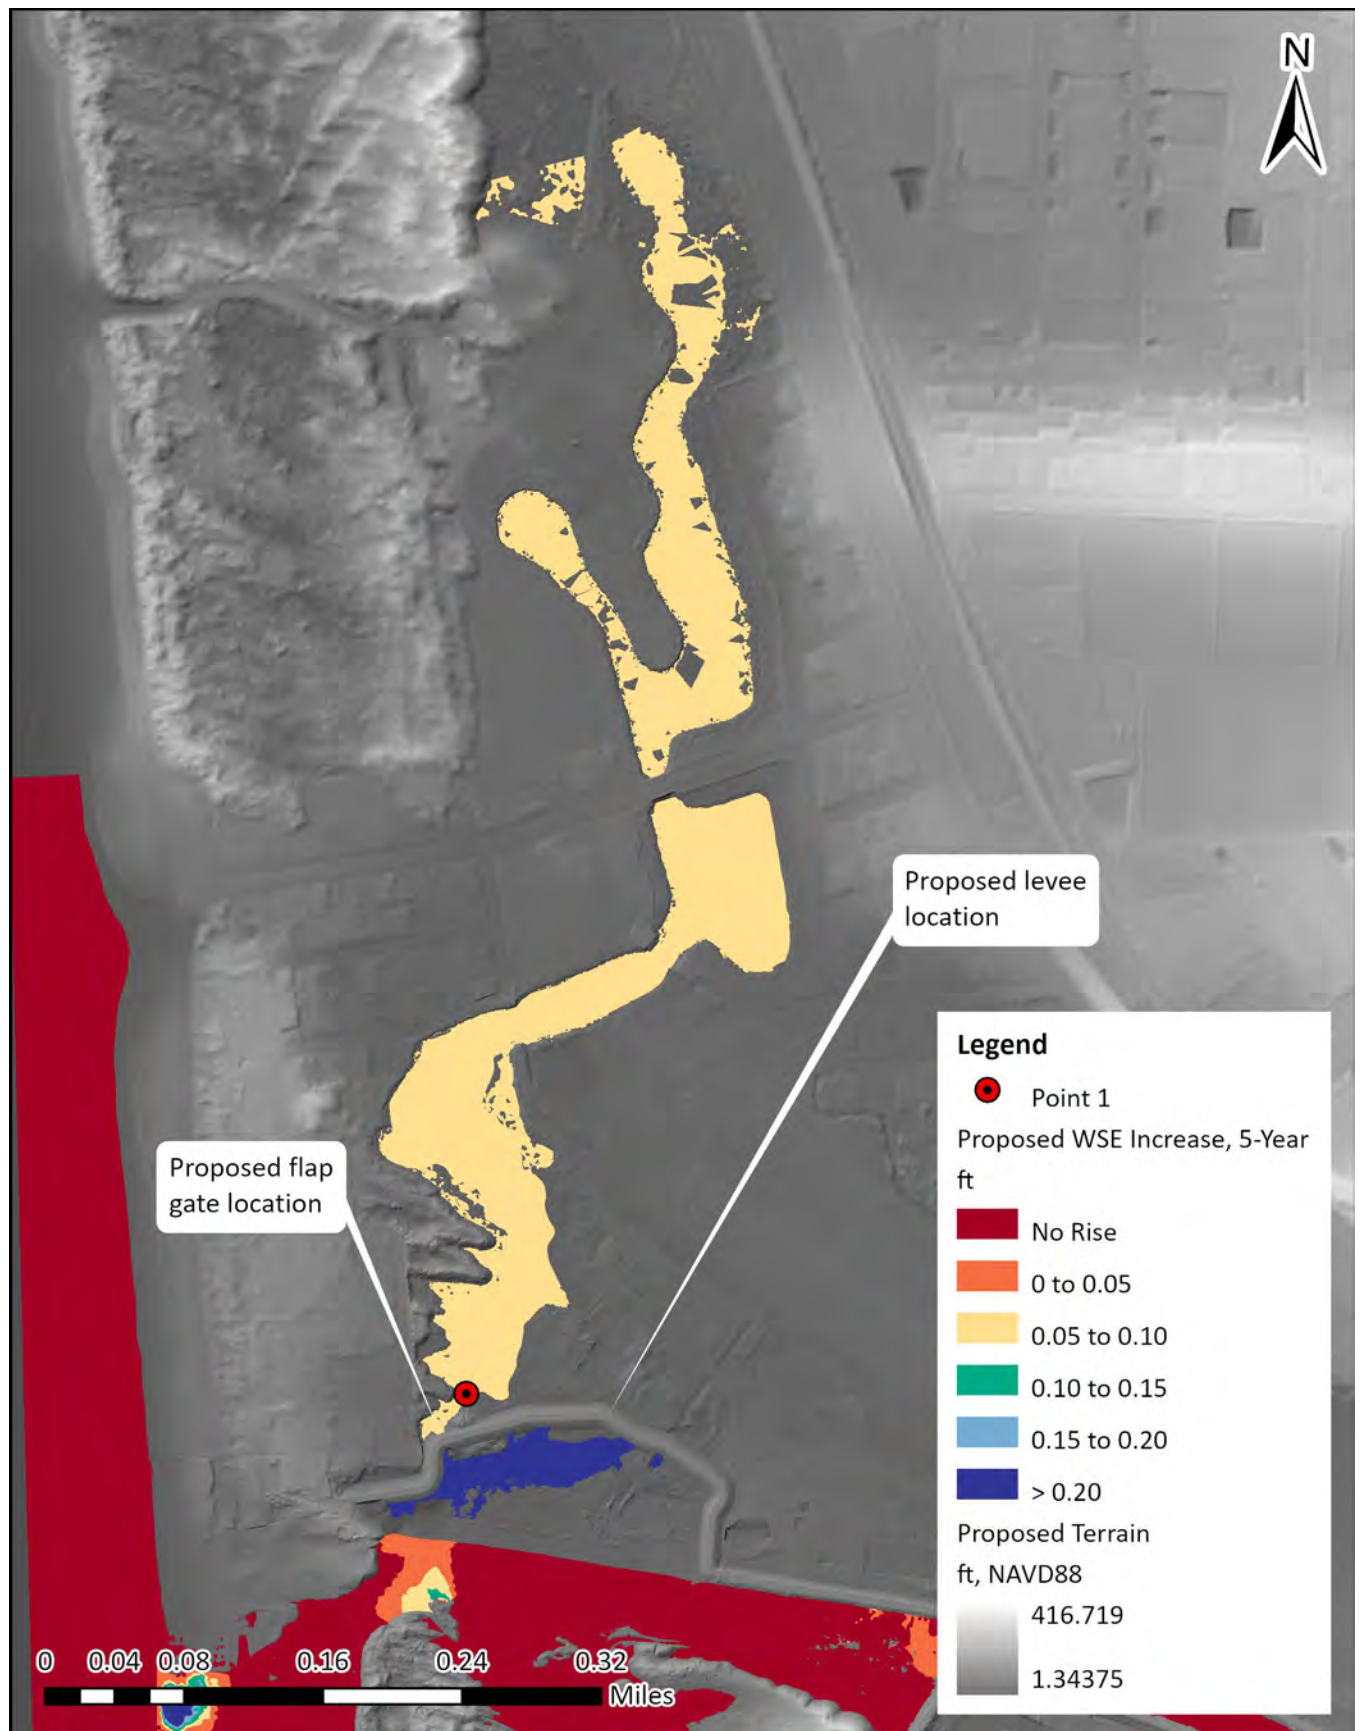 N
Proposed levee
location
Proposed flap
gate location
Legend
Point 1
Proposed WSE Increase, 5-Year
ft
No Rise
0 to 0.05
0.05 to 0.10
0.10 to 0.15
0.15 to 0.20
> 0.20
Proposed Terrain
ft, NAVD88
416.719
1.34375
0 0.04 0.08 0.16 0.24 0.32
Miles